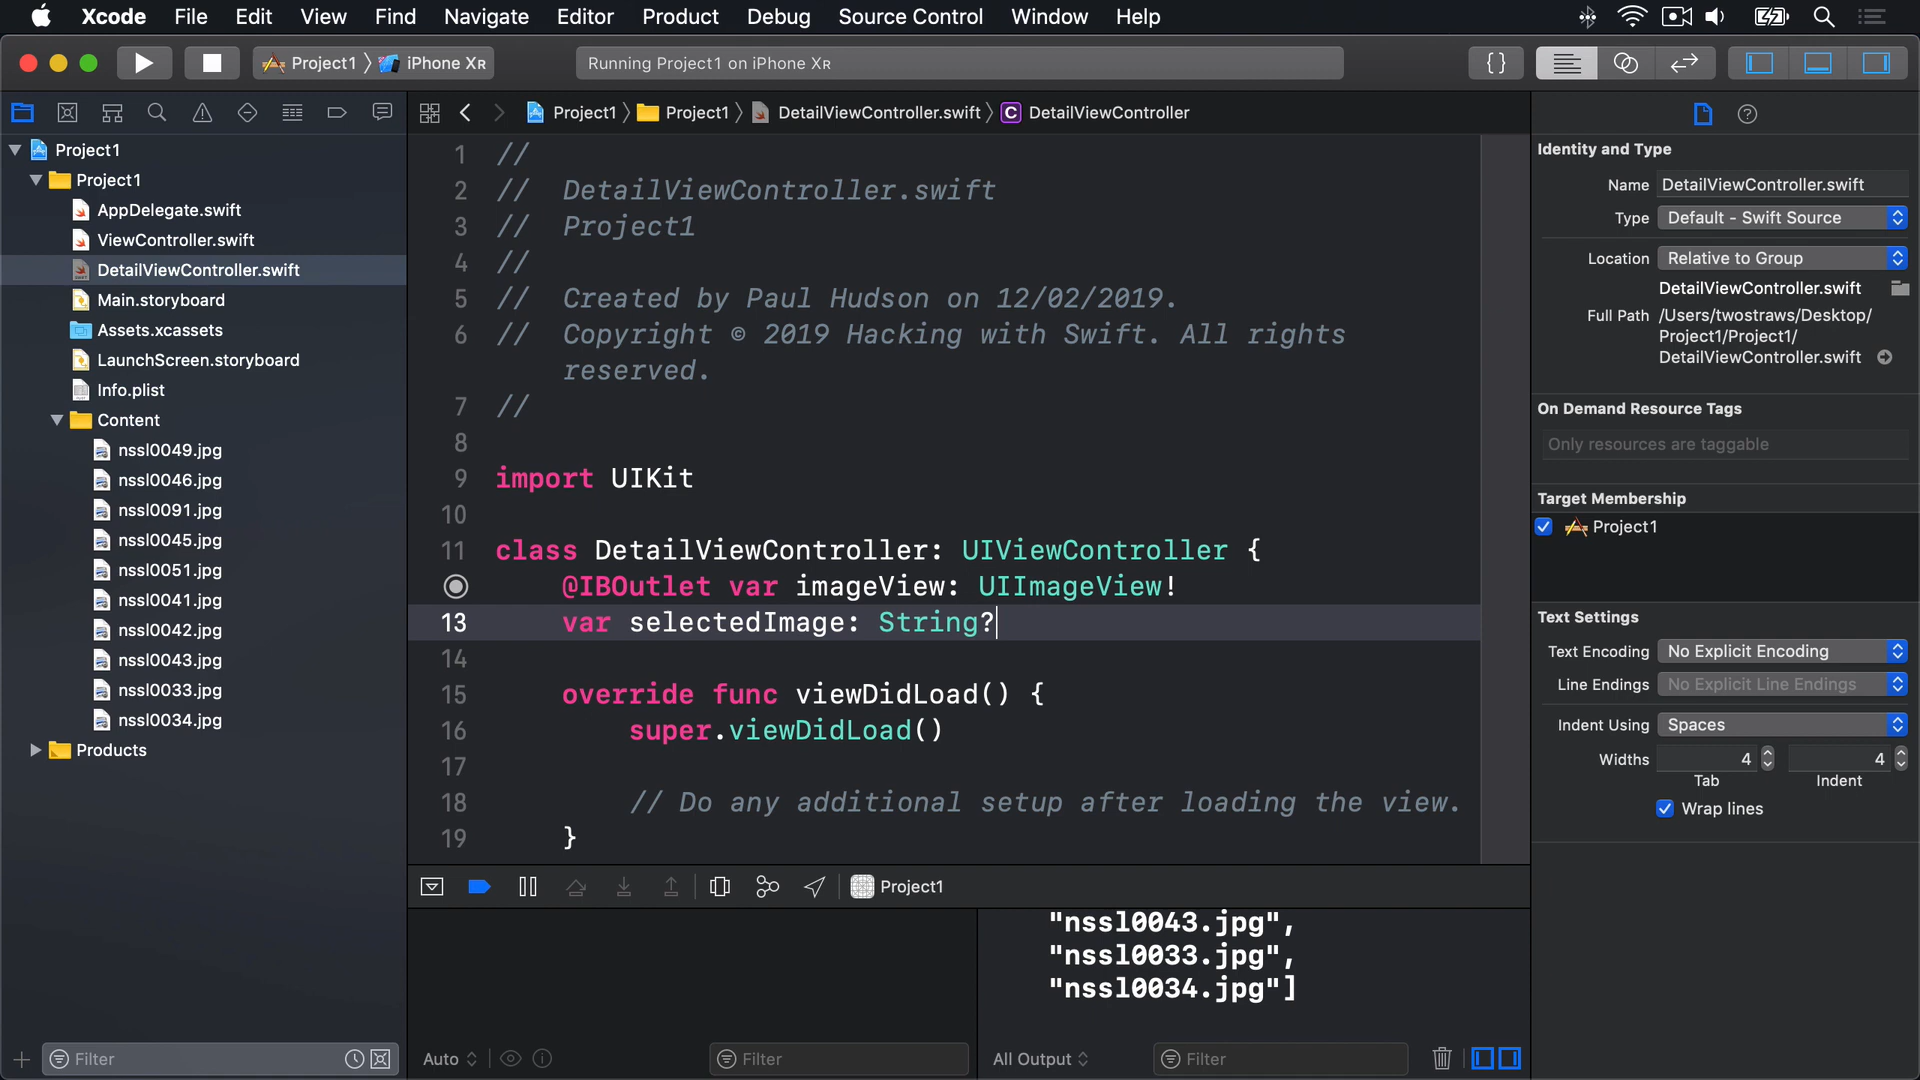 Xcode File Edit View Find Navigate Editor Product Debug Source Control Window Help
Project1 iPhone XR
Running Project1 on iPhone XR
{}
Project1 Project1 DetailViewController.swift C DetailViewController
Project1
Project1
AppDelegate.swift
ViewController.swift
DetailViewController.swift
Main.storyboard
Assets.xcassets
LaunchScreen.storyboard
Info.plist
Content
nssl0049.jpg
nssl0046.jpg
nssl0091.jpg
nssl0045.jpg
nssl0051.jpg
nssl0041.jpg
nssl0042.jpg
nssl0043.jpg
nssl0033.jpg
nssl0034.jpg
Products
Filter
1 //
2 // DetailViewController.swift
3 // Project1
4 //
5 // Created by Paul Hudson on 12/02/2019.
6 // Copyright © 2019 Hacking with Swift. All rights
reserved.
7 //
8
9 import UIKit
10
11 class DetailViewController: UIViewController {
@IBOutlet var imageView: UIImageView!
13 var selectedImage: String?
14
15 override func viewDidLoad() {
16 super.viewDidLoad()
17
18 // Do any additional setup after loading the view.
19 }
Project1
"nssl0043.jpg",
"nssl0033.jpg",
"nssl0034.jpg"]
Auto
Filter
All Output
Filter
Identity and Type
Name DetailViewController.swift
Type Default - Swift Source
Location Relative to Group
DetailViewController.swift
Full Path /Users/twostraws/Desktop/
Project1/Project1/
DetailViewController.swift
On Demand Resource Tags
Only resources are taggable
Target Membership
Project1
Text Settings
Text Encoding No Explicit Encoding
Line Endings No Explicit Line Endings
Indent Using Spaces
Widths 4 4
Tab Indent
Wrap lines